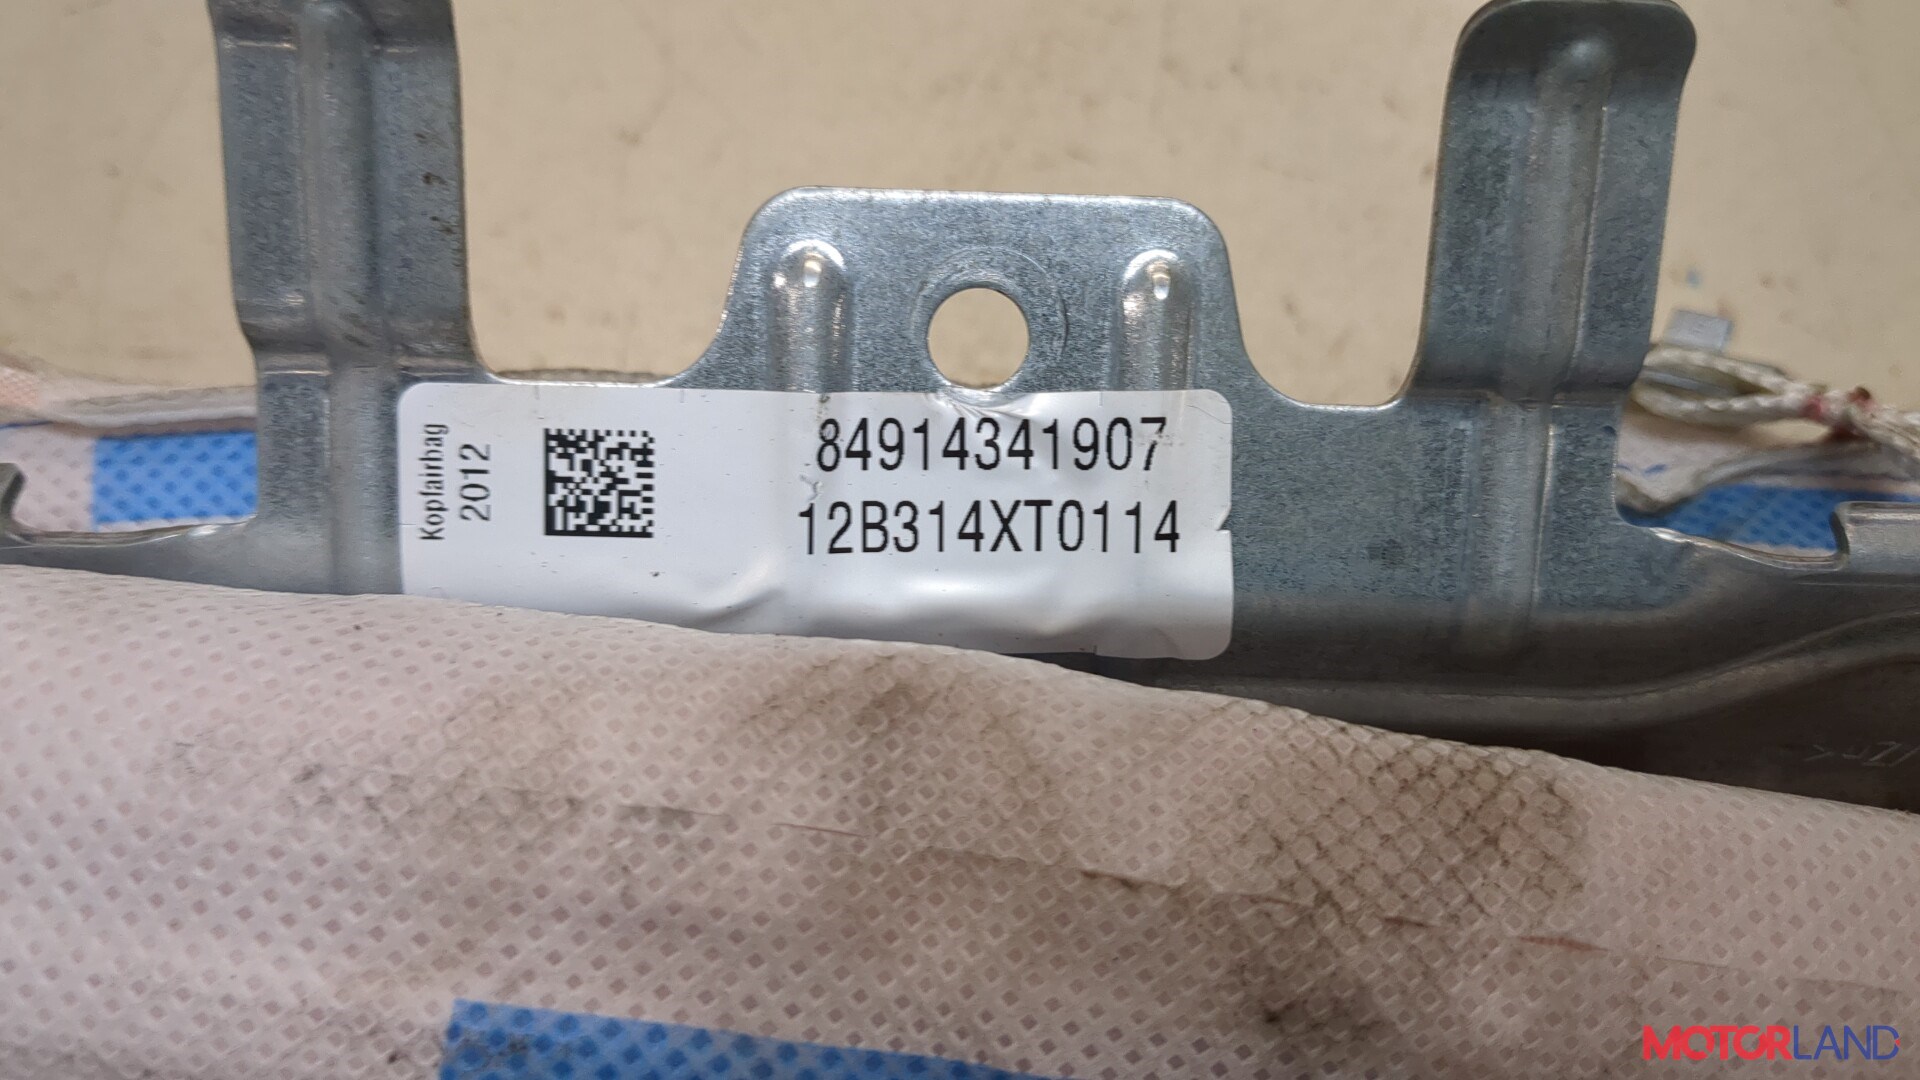 Kopfairbag
2012
84914341907
12B314XT0114
MOTORLAND